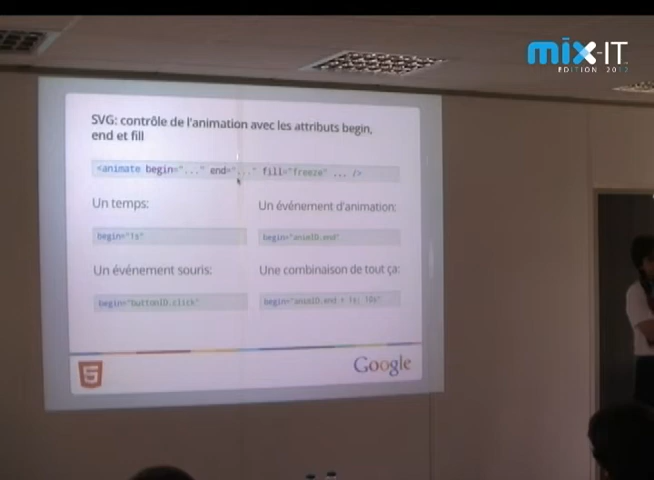 mix-IT
EDITION 2012
SVG: contrôle de l'animation avec les attributs begin,
end et fill
<animate begin="..." end="..." fill="freeze" ... />
Un temps:
Un événement d'animation:
begin="1s"
begin="animID.end"
Un événement souris:
Une combinaison de tout ça:
begin="buttonID.click"
begin="animID.end + 1s; 10s"
5
Google